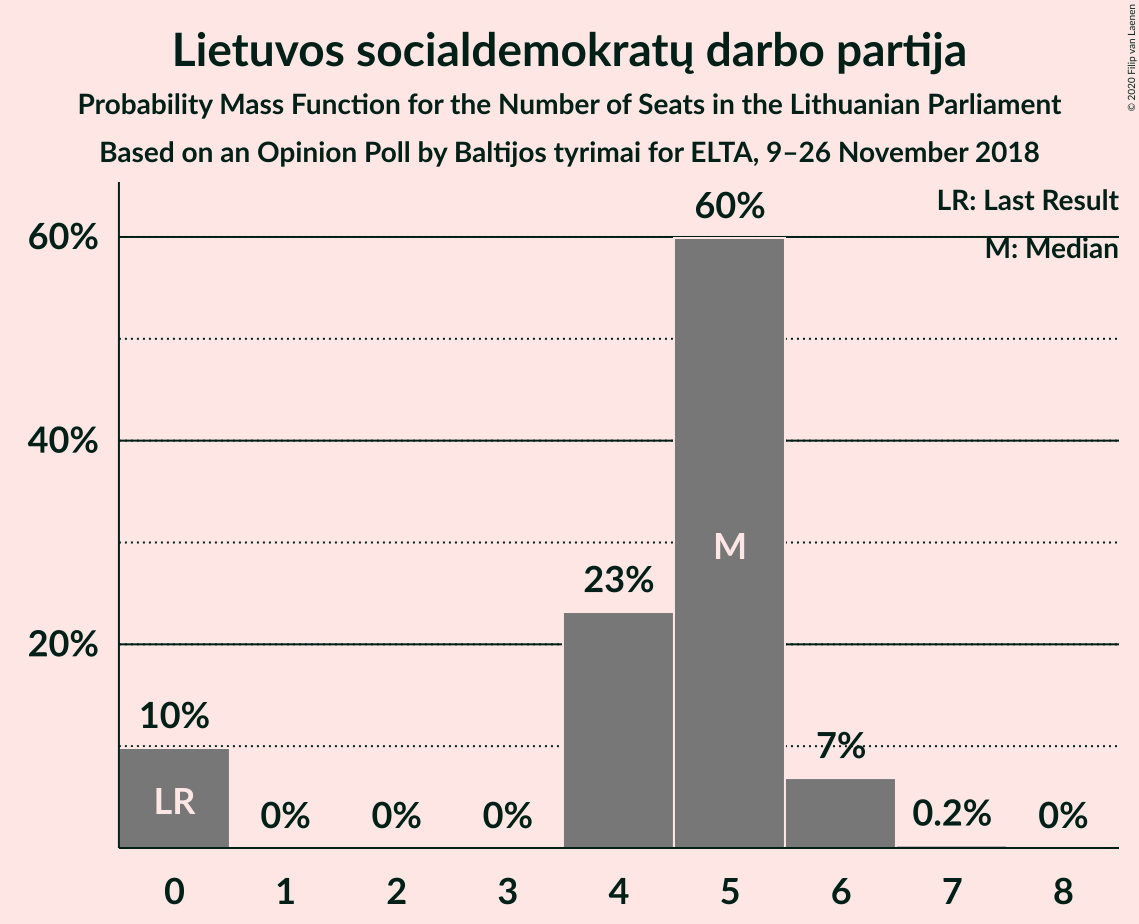 Lietuvos socialdemokratų darbo partija
Probability Mass Function for the Number of Seats in the Lithuanian Parliament
Based on an Opinion Poll by Baltijos tyrimai for ELTA, 9–26 November 2018
© 2020 Filip van Laenen
LR: Last Result
M: Median
60%
40%
20%
10%
0%
0%
0%
23%
60%
7%
0.2%
0%
LR
M
0 1 2 3 4 5 6 7 8